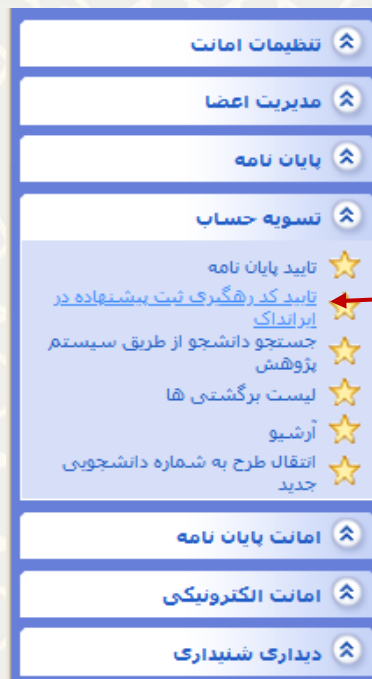 تنظیمات امانت
مدیریت اعضا
پایان نامه
تسویه حساب
تایید پایان نامه
تایید کد رهگیری ثبت پیشنهاده در
ایرانداک
جستجو دانشجو از طریق سیستم
پژوهش
لیست برگشتی ها
آرشیو
انتقال طرح به شماره دانشجویی
جدید
امانت پایان نامه
امانت الکترونیکی
دیداری شنیداری